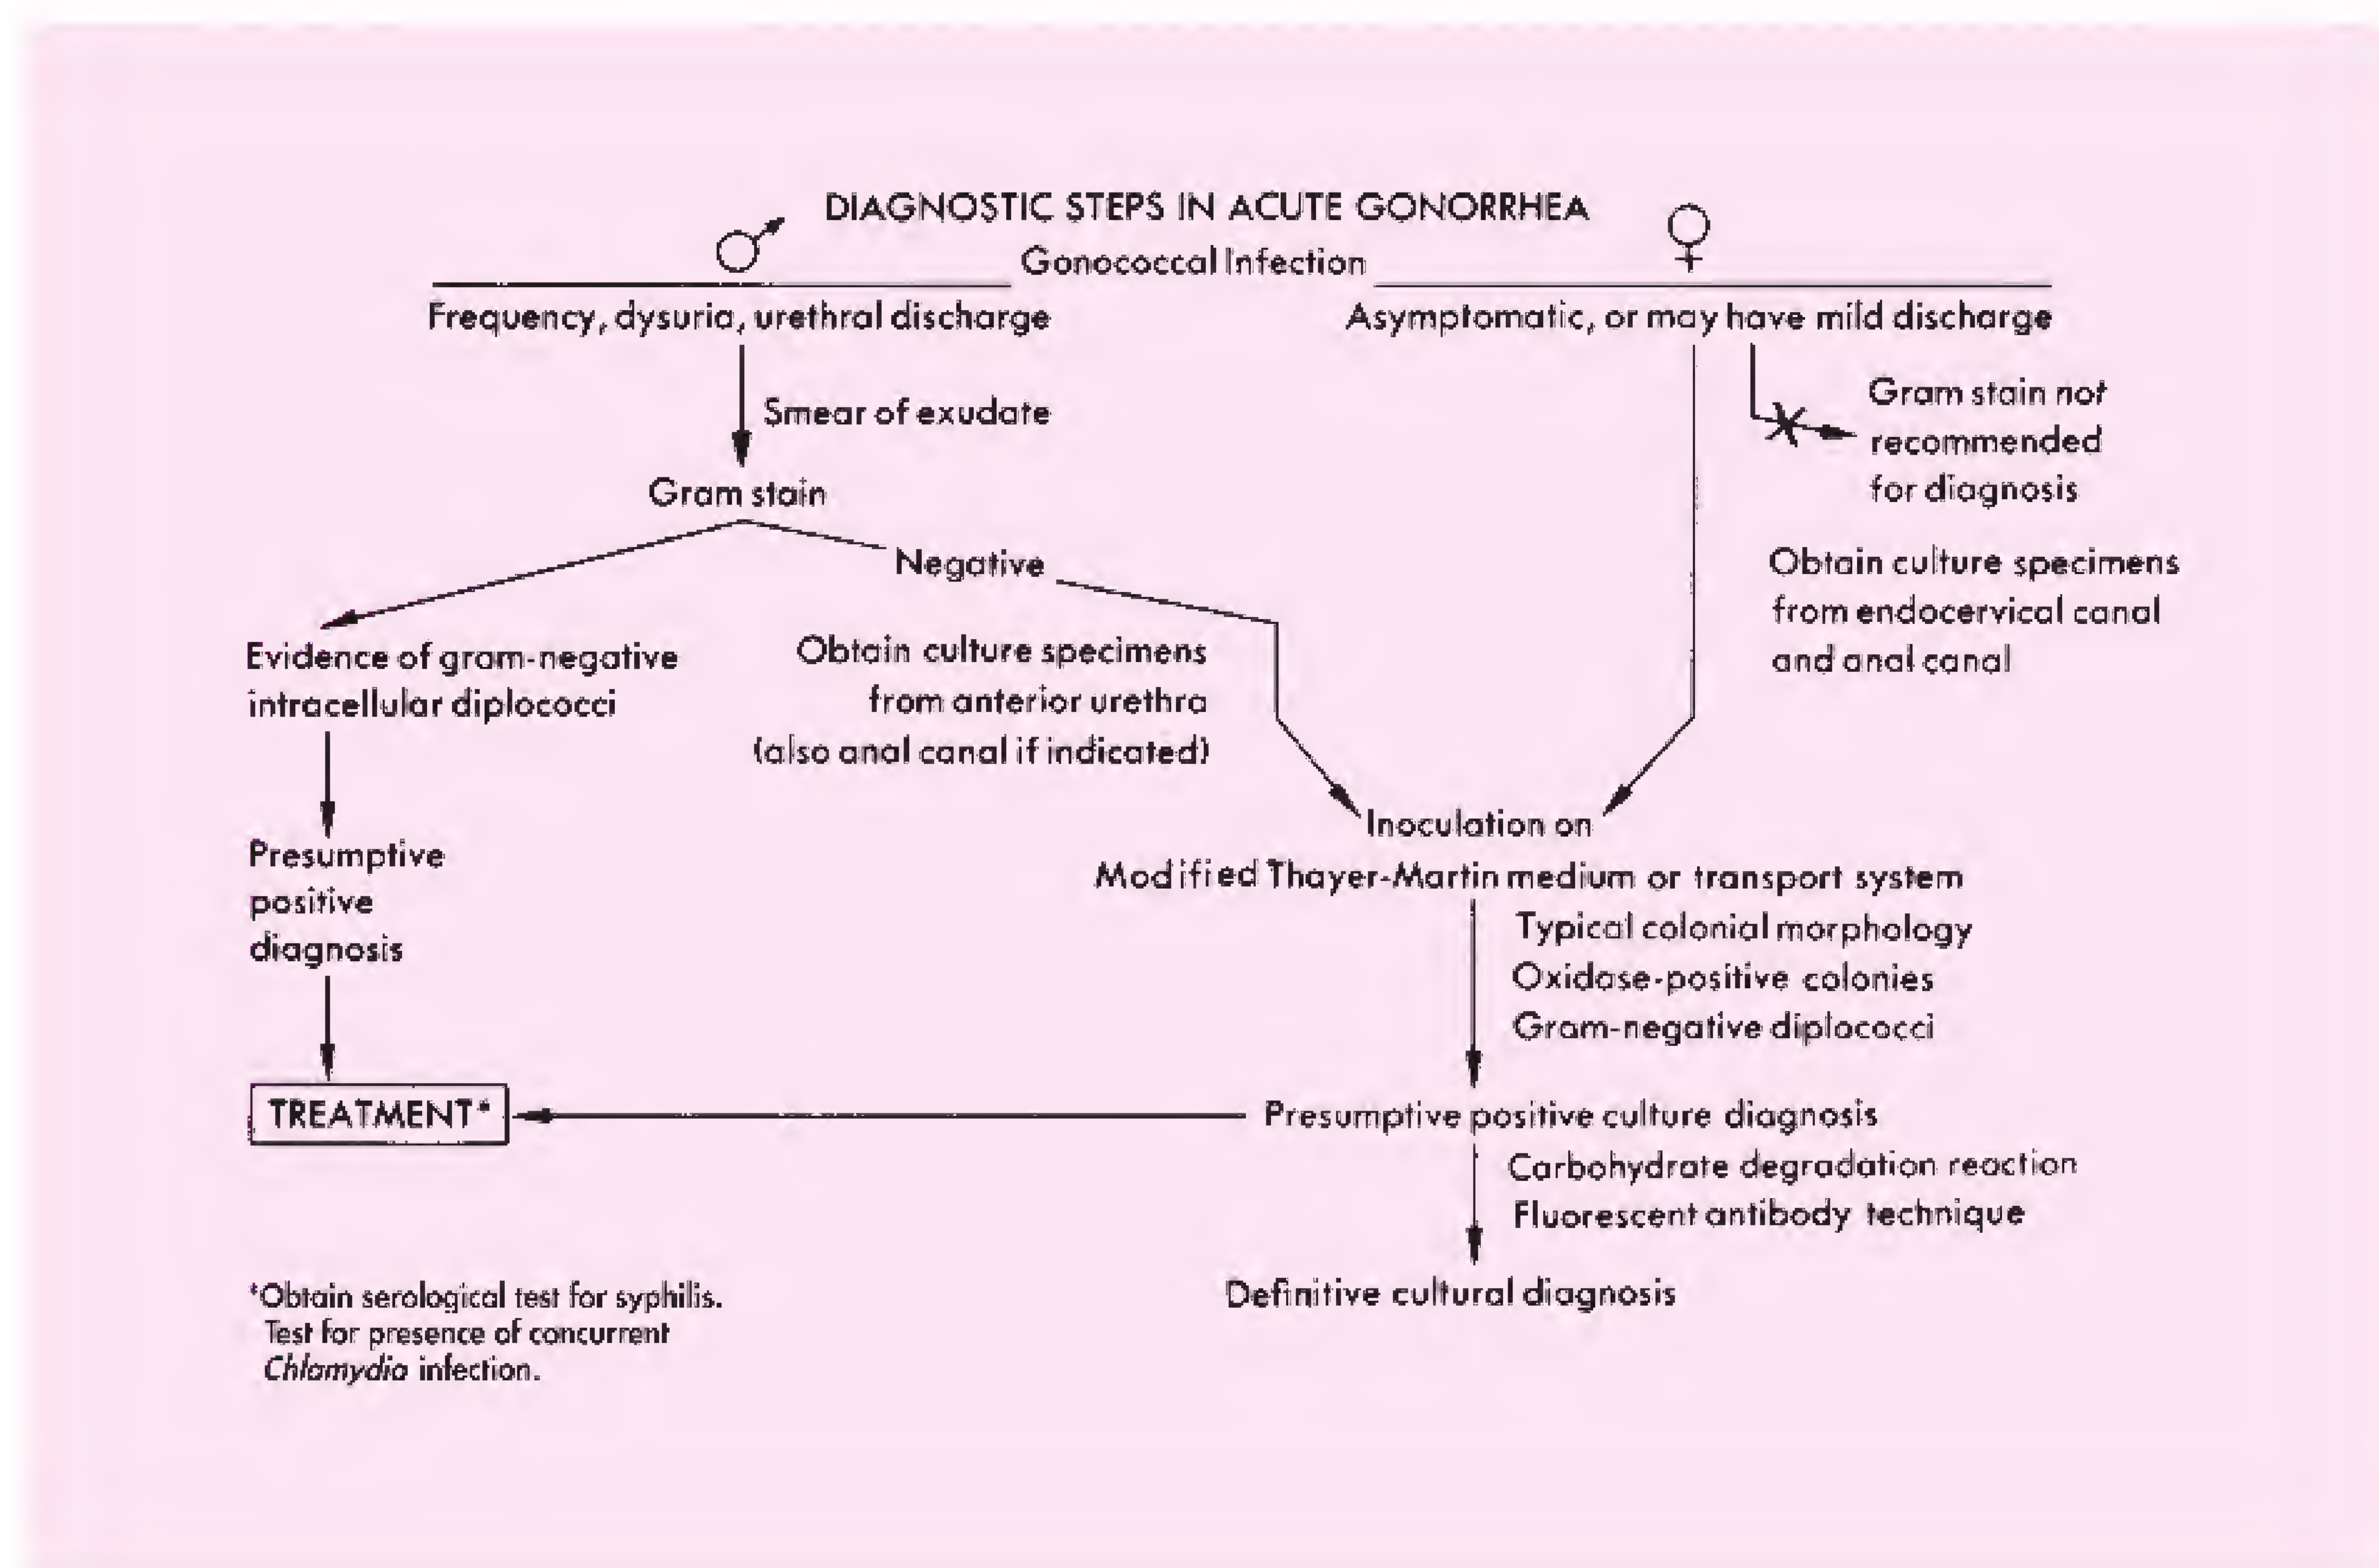 DIAGNOSTIC STEPS IN ACUTE GONORRHEA
Gonococcal Infection
Frequency, dysuria, urethral discharge
Smear of exudate
Gram stain
Negative
Evidence of gram-negative
intracellular diplococci
Presumptive
positive
diagnosis
Obtain culture specimens
from anterior urethra
(also anal canal if indicated)
Asymptomatic, or may have mild discharge
Gram stain not
recommended
for diagnosis
Obtain culture specimens
from endocervical canal
and anal canal
Inoculation on
Modified Thayer-Martin medium or transport system
Typical colonial morphology
Oxidase-positive colonies
Gram-negative diplococci
TREATMENT*
Presumptive positive culture diagnosis
Carbohydrate degradation reaction
Fluorescent antibody technique
Definitive cultural diagnosis
*Obtain serological test for syphilis.
Test for presence of concurrent
Chlamydia infection.